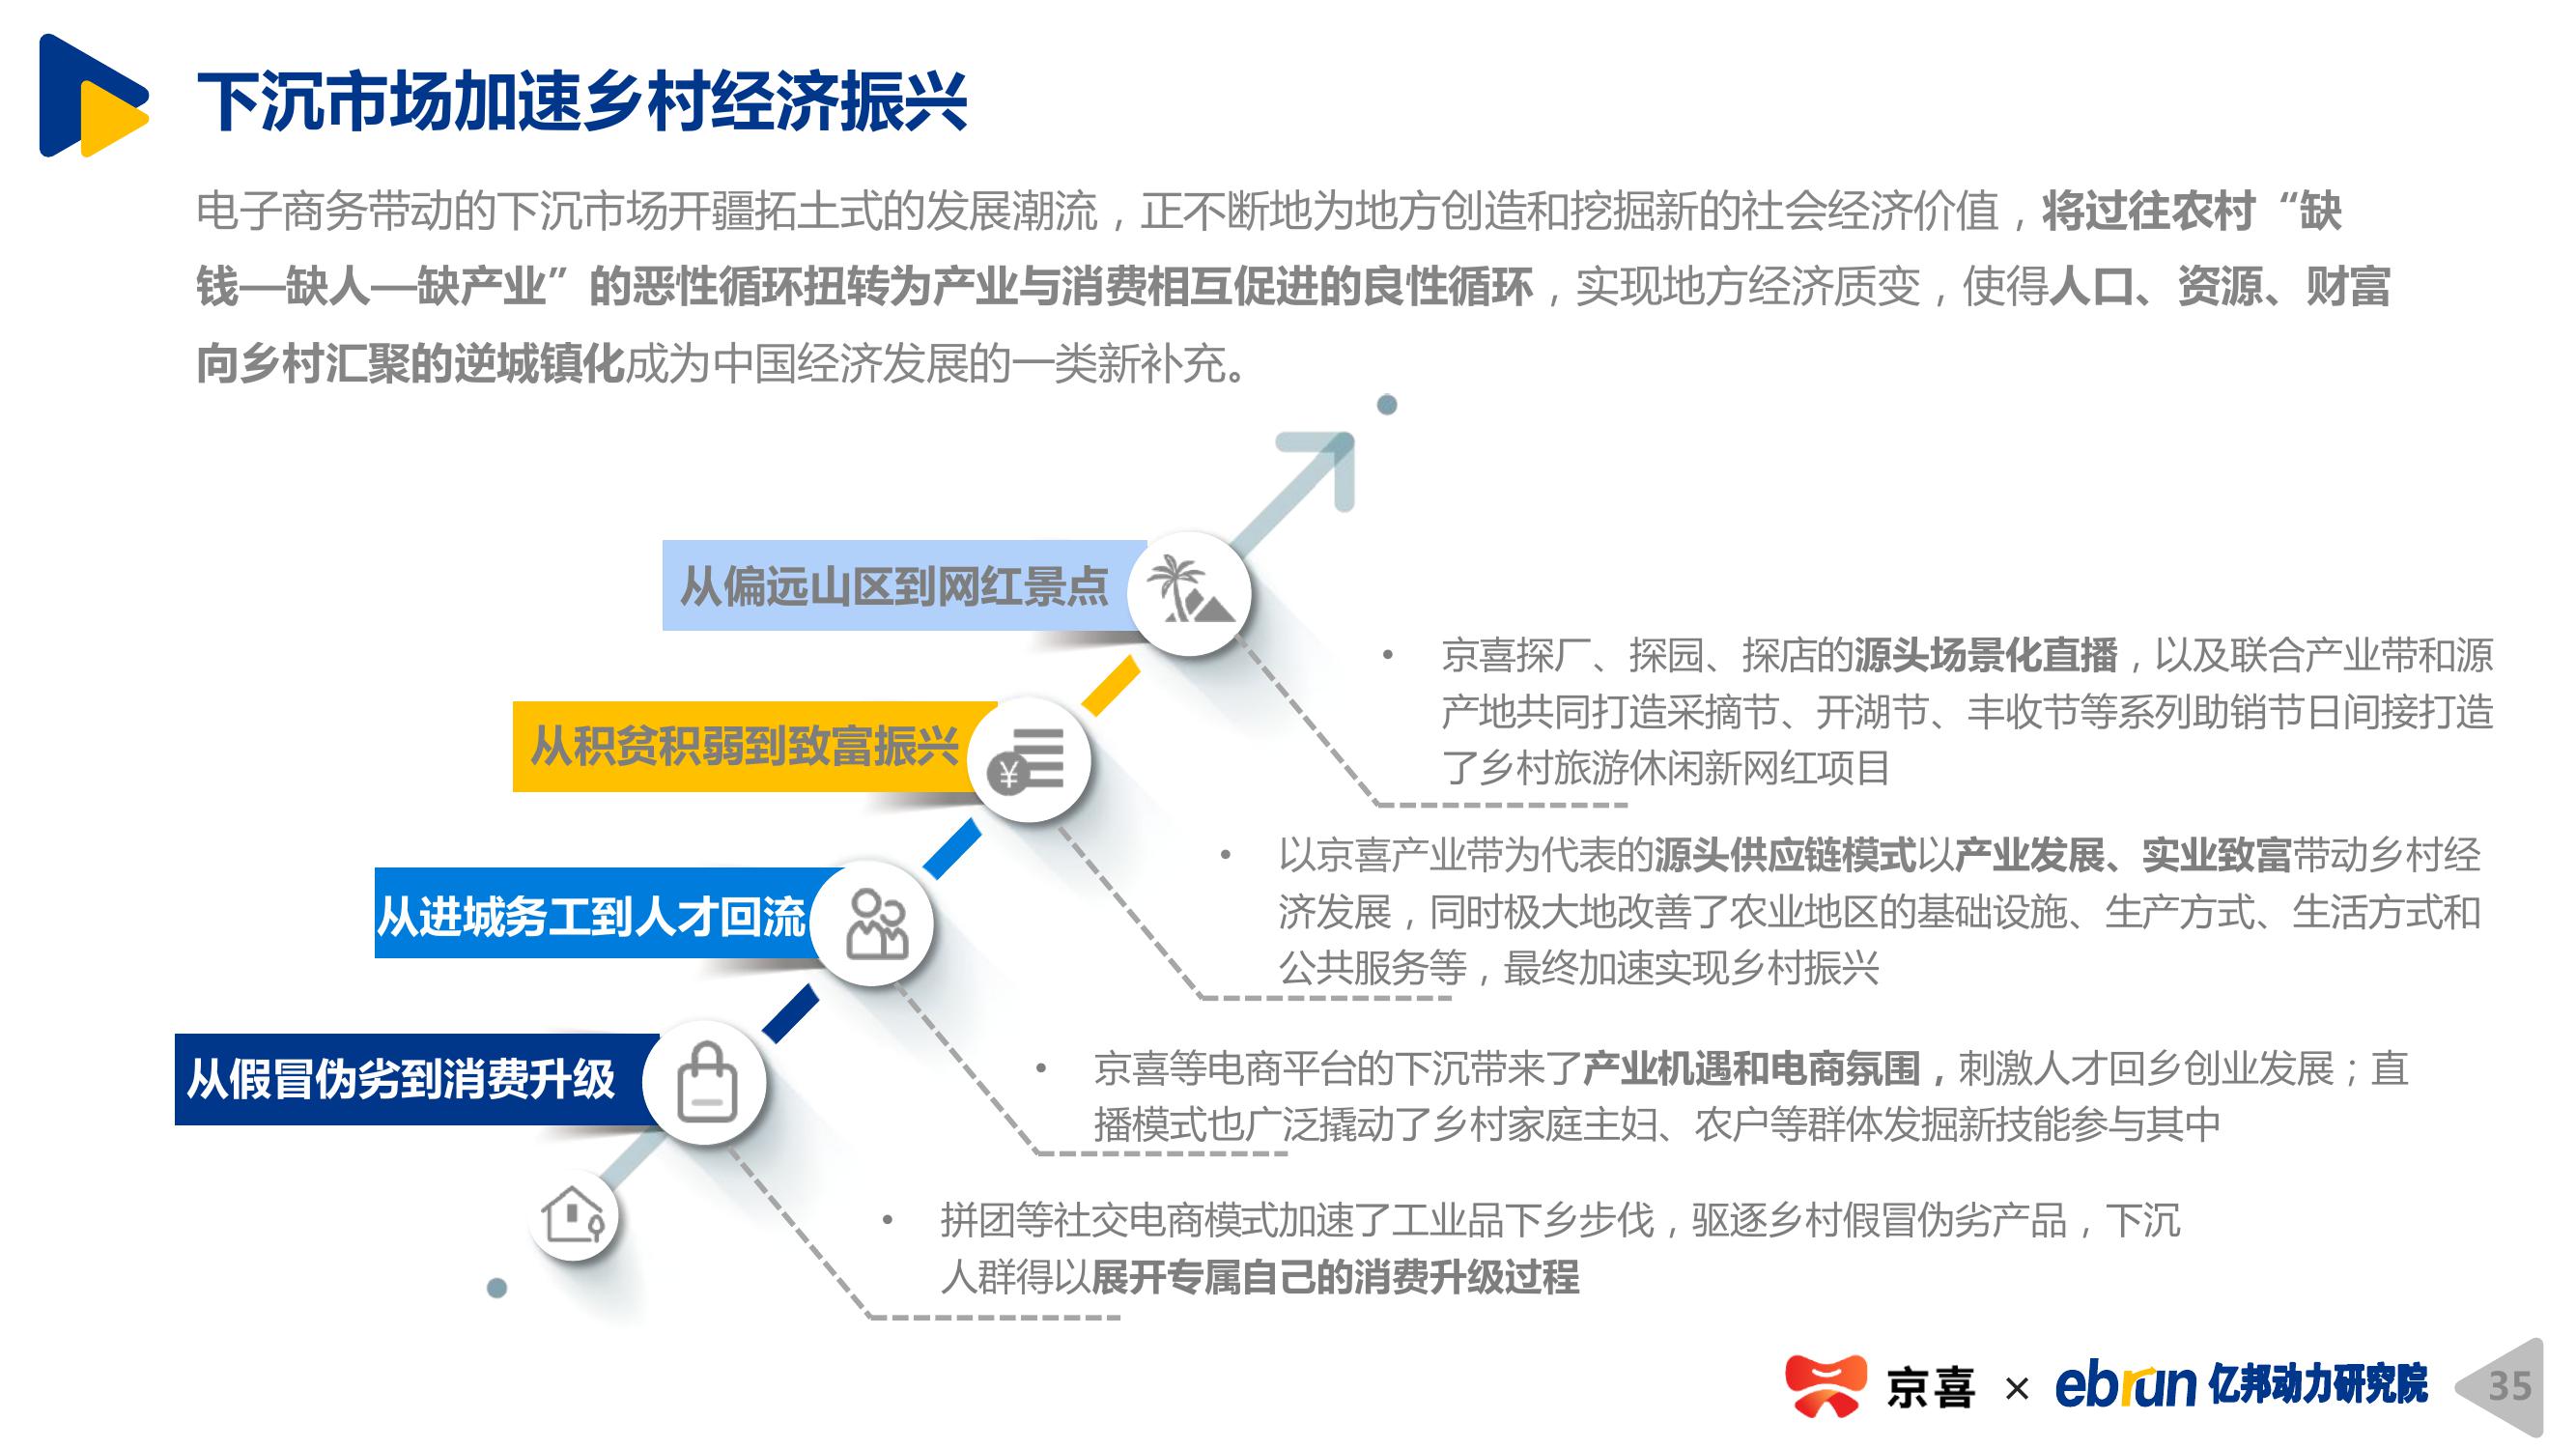 下沉市场加速乡村经济振兴
电子商务带动的下沉市场开疆拓土式的发展潮流，正不断地为地方创造和挖掘新的社会经济价值，将过往农村“缺
钱—缺人—缺产业”的恶性循环扭转为产业与消费相互促进的良性循环，实现地方经济质变，使得人口、资源、财富
向乡村汇聚的逆城镇化成为中国经济发展的一类新补充。
从偏远山区到网红景点
• 京喜探厂、探园、探店的源头场景化直播，以及联合产业带和源
产地共同打造采摘节、开湖节、丰收节等系列助销节日间接打造
了乡村旅游休闲新网红项目
从积贫积弱到致富振兴
¥
• 以京喜产业带为代表的源头供应链模式以产业发展、实业致富带动乡村经
济发展，同时极大地改善了农业地区的基础设施、生产方式、生活方式和
公共服务等，最终加速实现乡村振兴
从进城务工到人才回流
• 京喜等电商平台的下沉带来了产业机遇和电商氛围，刺激人才回乡创业发展；直
播模式也广泛撬动了乡村家庭主妇、农户等群体发掘新技能参与其中
从假冒伪劣到消费升级
• 拼团等社交电商模式加速了工业品下乡步伐，驱逐乡村假冒伪劣产品，下沉
人群得以展开专属自己的消费升级过程
京喜 × ebrun 亿邦动力研究院 35